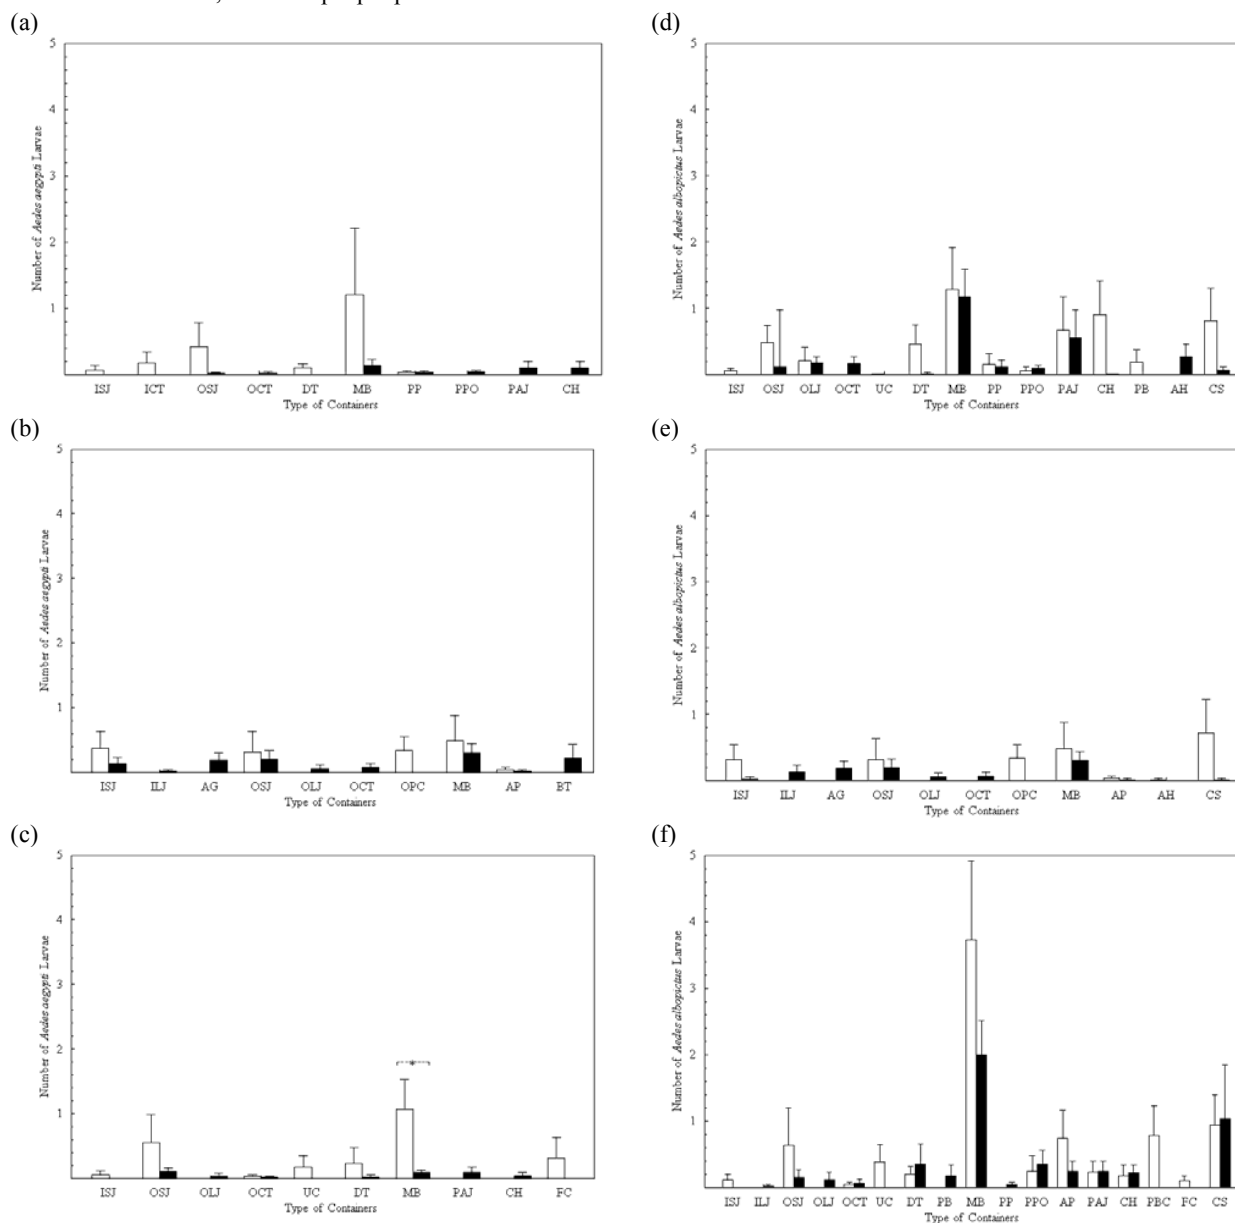 (a)
5
4
3
2
1
Number of Aedes aegypti Larvae
ISJ ICT OSJ OCT DT MB PP PPO PAJ CH
Type of Containers
(b)
5
4
3
2
1
Number of Aedes aegypti Larvae
ISJ ILJ AG OSJ OLJ OCT OPC MB AP BT
Type of Containers
(c)
5
4
3
2
1
Number of Aedes aegypti Larvae
*
ISJ OSJ OLJ OCT UC DT MB PAJ CH FC
Type of Containers
(d)
5
4
3
2
1
Number of Aedes albopictus Larvae
ISJ OSJ OLJ OCT UC DT MB PP PPO PAJ CH PB AH CS
Type of Containers
(e)
5
4
3
2
1
Number of Aedes albopictus Larvae
ISJ ILJ AG OSJ OLJ OCT OPC MB AP AH CS
Type of Containers
(f)
5
4
3
2
1
Number of Aedes albopictus Larvae
ISJ ILJ OSJ OLJ OCT UC DT PB MB PP PPO AP PAJ CH PBC FC CS
Type of Containers